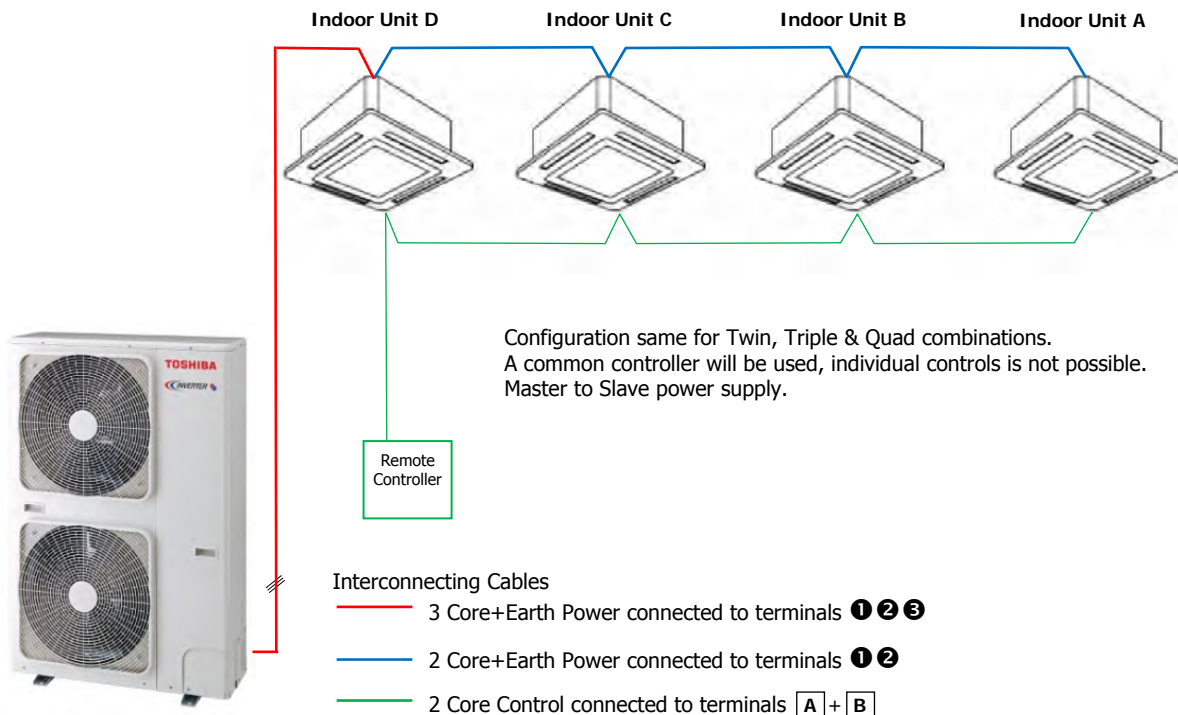 Indoor Unit D
Indoor Unit C
Indoor Unit B
Indoor Unit A
TOSHIBA
INVERTER
Configuration same for Twin, Triple & Quad combinations.
A common controller will be used, individual controls is not possible.
Master to Slave power supply.
Remote
Controller
Interconnecting Cables
3 Core+Earth Power connected to terminals ❶❷❸
2 Core+Earth Power connected to terminals ❶❷
2 Core Control connected to terminals A + B